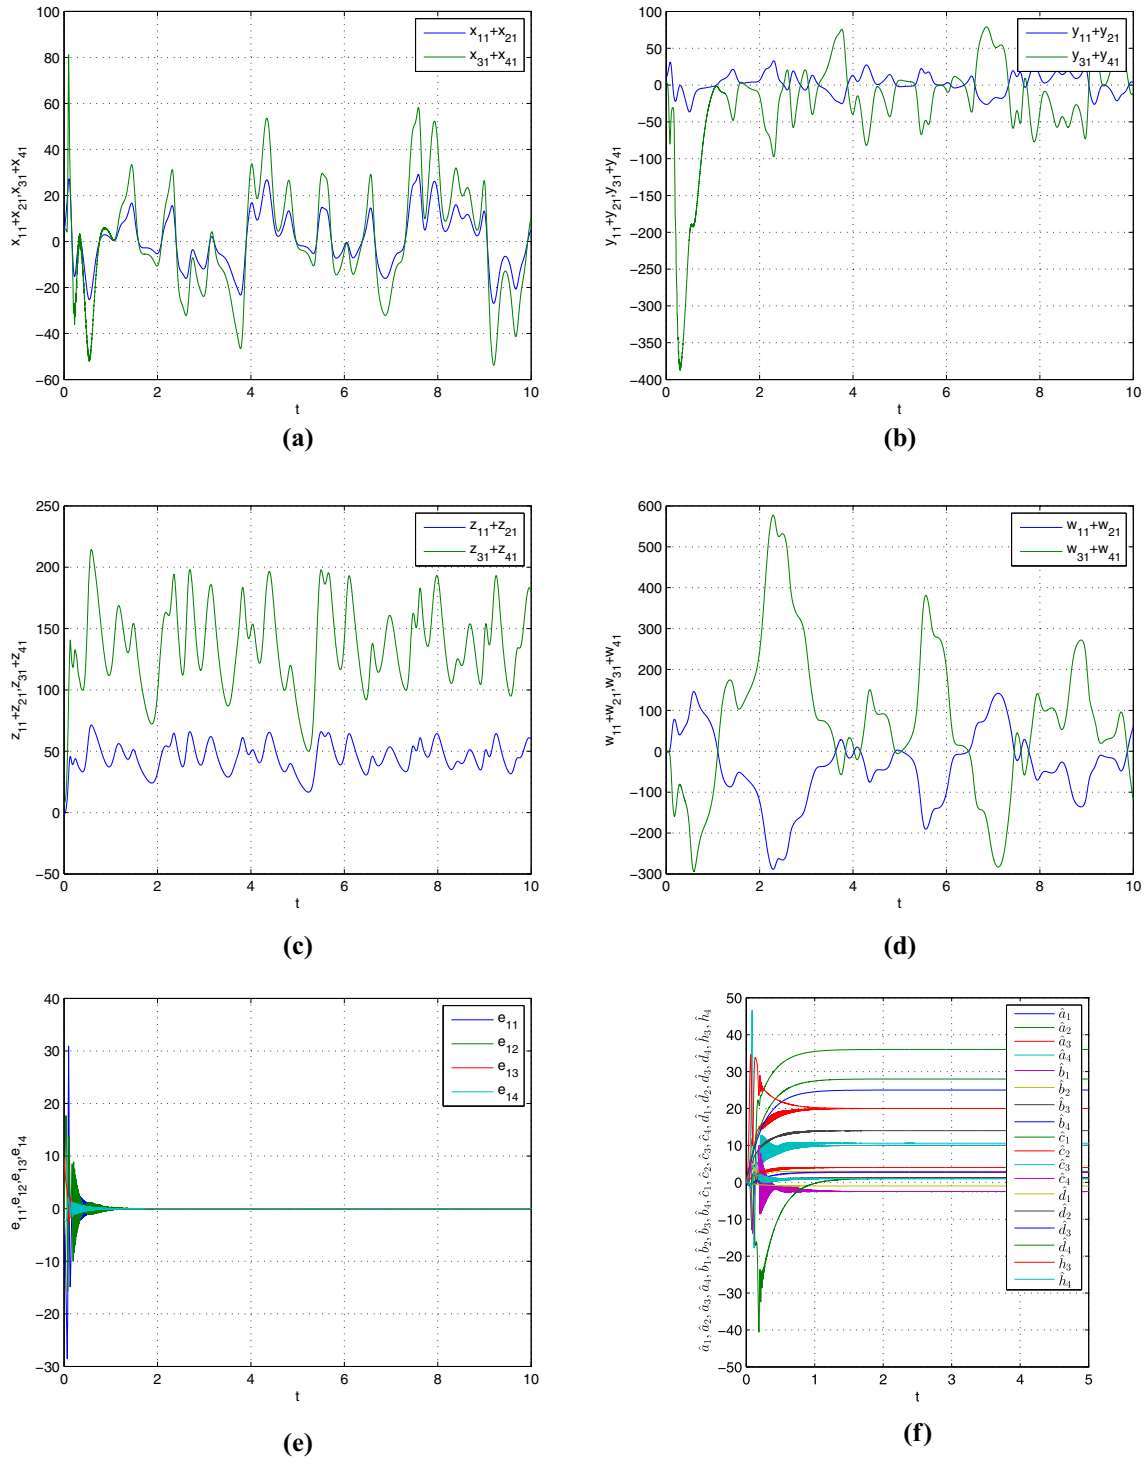 100
80
60
40
20
0
−20
−40
−60
0 2 4 6 8 10
t
x11+x21,x31+x41
x11+x21
x31+x41
(a)
100
50
0
−50
−100
−150
−200
−250
−300
−350
−400
0 2 4 6 8 10
t
y11+y21,y31+y41
y11+y21
y31+y41
(b)
250
200
150
100
50
0
−50
0 2 4 6 8 10
t
z11+z21,z31+z41
z11+z21
z31+z41
(c)
600
500
400
300
200
100
0
−100
−200
−300
0 2 4 6 8 10
t
w11+w21,w31+w41
w11+w21
w31+w41
(d)
40
30
20
10
0
−10
−20
−30
0 2 4 6 8 10
t
e11,e12,e13,e14
e11
e12
e13
e14
(e)
50
40
30
20
10
0
−10
−20
−30
−40
−50
0 1 2 3 4 5
t
â1, â2, â3, â4, b̂1, b̂2, b̂3, b̂4, ĉ1, ĉ2, ĉ3, ĉ4, d̂1, d̂2, d̂3, d̂4, ĥ3, ĥ4
â1
â2
â3
â4
b̂1
b̂2
b̂3
b̂4
ĉ1
ĉ2
ĉ3
ĉ4
d̂1
d̂2
d̂3
d̂4
ĥ3
ĥ4
(f)